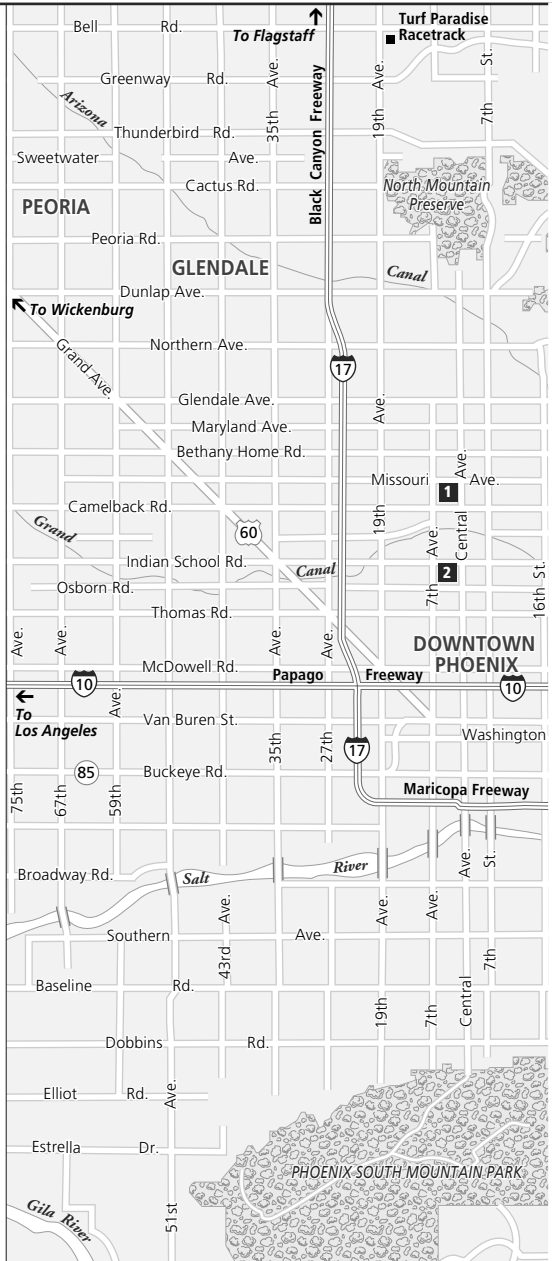 Bell Rd.
To Flagstaff
Turf Paradise
Racetrack
Greenway Rd.
Ave.
35th
Black Canyon Freeway
Ave.
19th
St.
7th
Arizona
Thunderbird Rd.
Sweetwater Ave.
Cactus Rd.
North Mountain
Preserve
PEORIA
Peoria Rd.
GLENDALE
Canal
Dunlap Ave.
To Wickenburg
Grand Ave.
Northern Ave.
17
Glendale Ave.
Ave.
19th
Maryland Ave.
Bethany Home Rd.
Missouri Ave.
1
Ave.
Central
Camelback Rd.
Grand
60
Indian School Rd.
Canal
Ave.
7th
2
16th St.
Osborn Rd.
Thomas Rd.
DOWNTOWN
PHOENIX
McDowell Rd.
Papago Freeway
10
10
To
Los Angeles
Van Buren St.
Washington
17
85
Buckeye Rd.
Ave.
75th
Ave.
67th
Ave.
59th
Ave.
35th
Ave.
27th
Maricopa Freeway
Broadway Rd.
Salt River
Ave.
St.
Southern Ave.
Ave.
43rd
Ave.
19th
Ave.
7th
Central
7th
Baseline Rd.
Dobbins Rd.
Elliot Rd.
Ave.
51st
Estrella Dr.
PHOENIX SOUTH MOUNTAIN PARK
Gila River